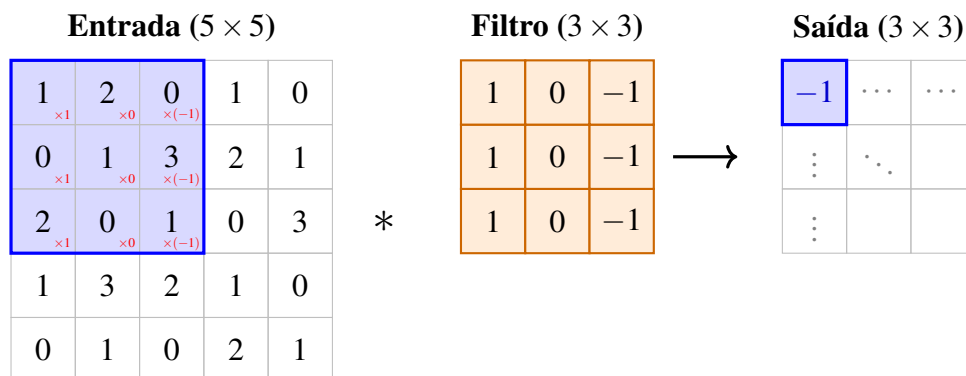 Entrada (5 × 5) Filtro (3 × 3) Saída (3 × 3)
1 ×1 2 ×0 0 ×(−1) 1 0
0 ×1 1 ×0 3 ×(−1) 2 1
2 ×1 0 ×0 1 ×(−1) 0 3
1 3 2 1 0
0 1 0 2 1
∗
1 0 −1
1 0 −1
1 0 −1
⟶
−1 ⋯ ⋯
⋮ ⋱
⋮